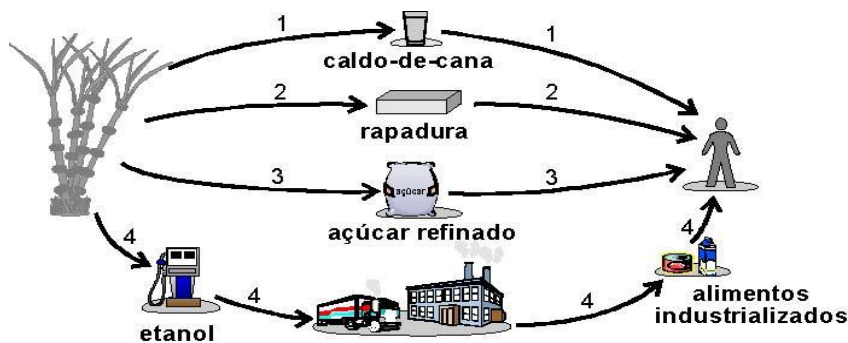 1
1
caldo-de-cana
2
2
rapadura
3
3
açúcar
açúcar refinado
4
4
4
4
etanol
alimentos
industrializados